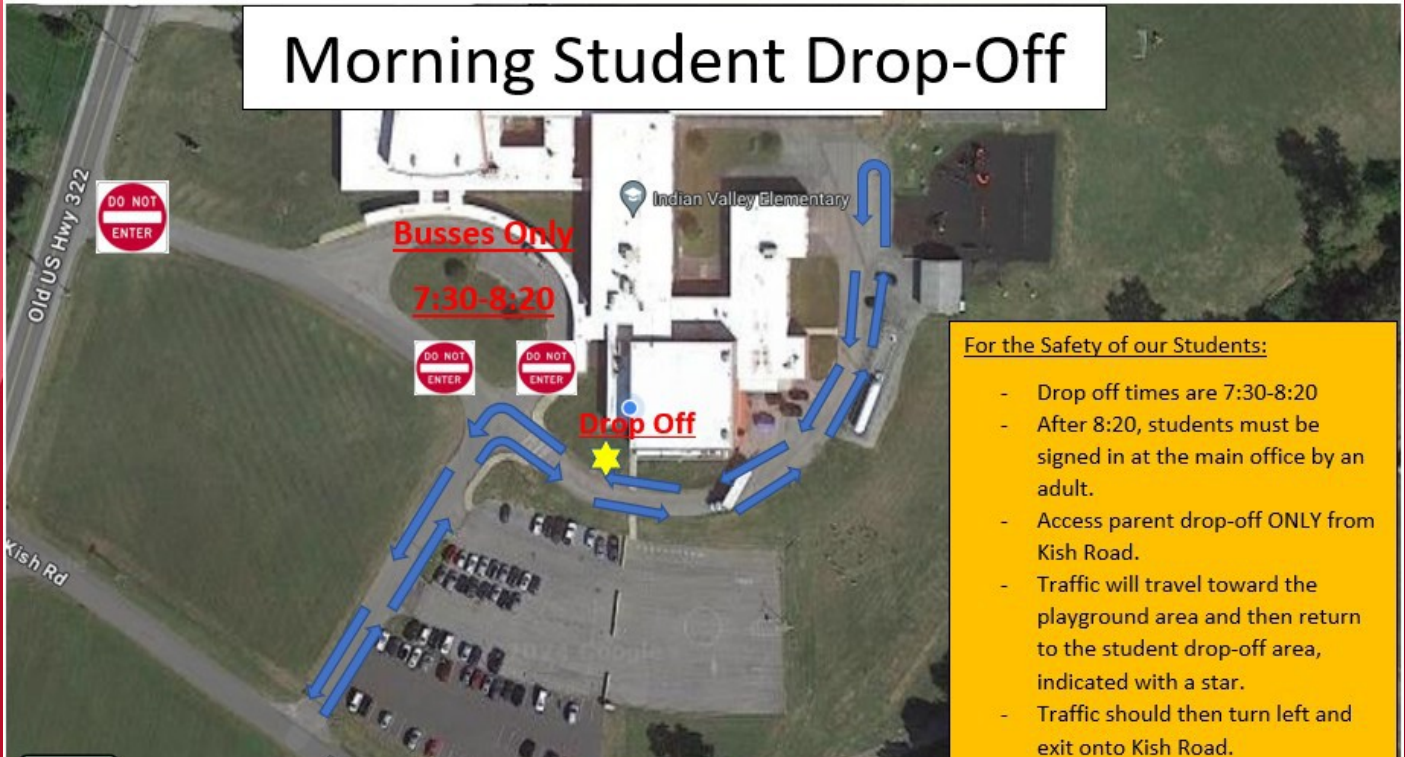 Morning Student Drop-Off
DO NOT
ENTER
Old US Hwy 322
Indian Valley Elementary
Busses Only
7:30-8:20
DO NOT
ENTER
DO NOT
ENTER
Drop Off
Kish Rd
2024 Google
For the Safety of our Students:
- Drop off times are 7:30-8:20
- After 8:20, students must be
signed in at the main office by an
adult.
- Access parent drop-off ONLY from
Kish Road.
- Traffic will travel toward the
playground area and then return
to the student drop-off area,
indicated with a star.
- Traffic should then turn left and
exit onto Kish Road.